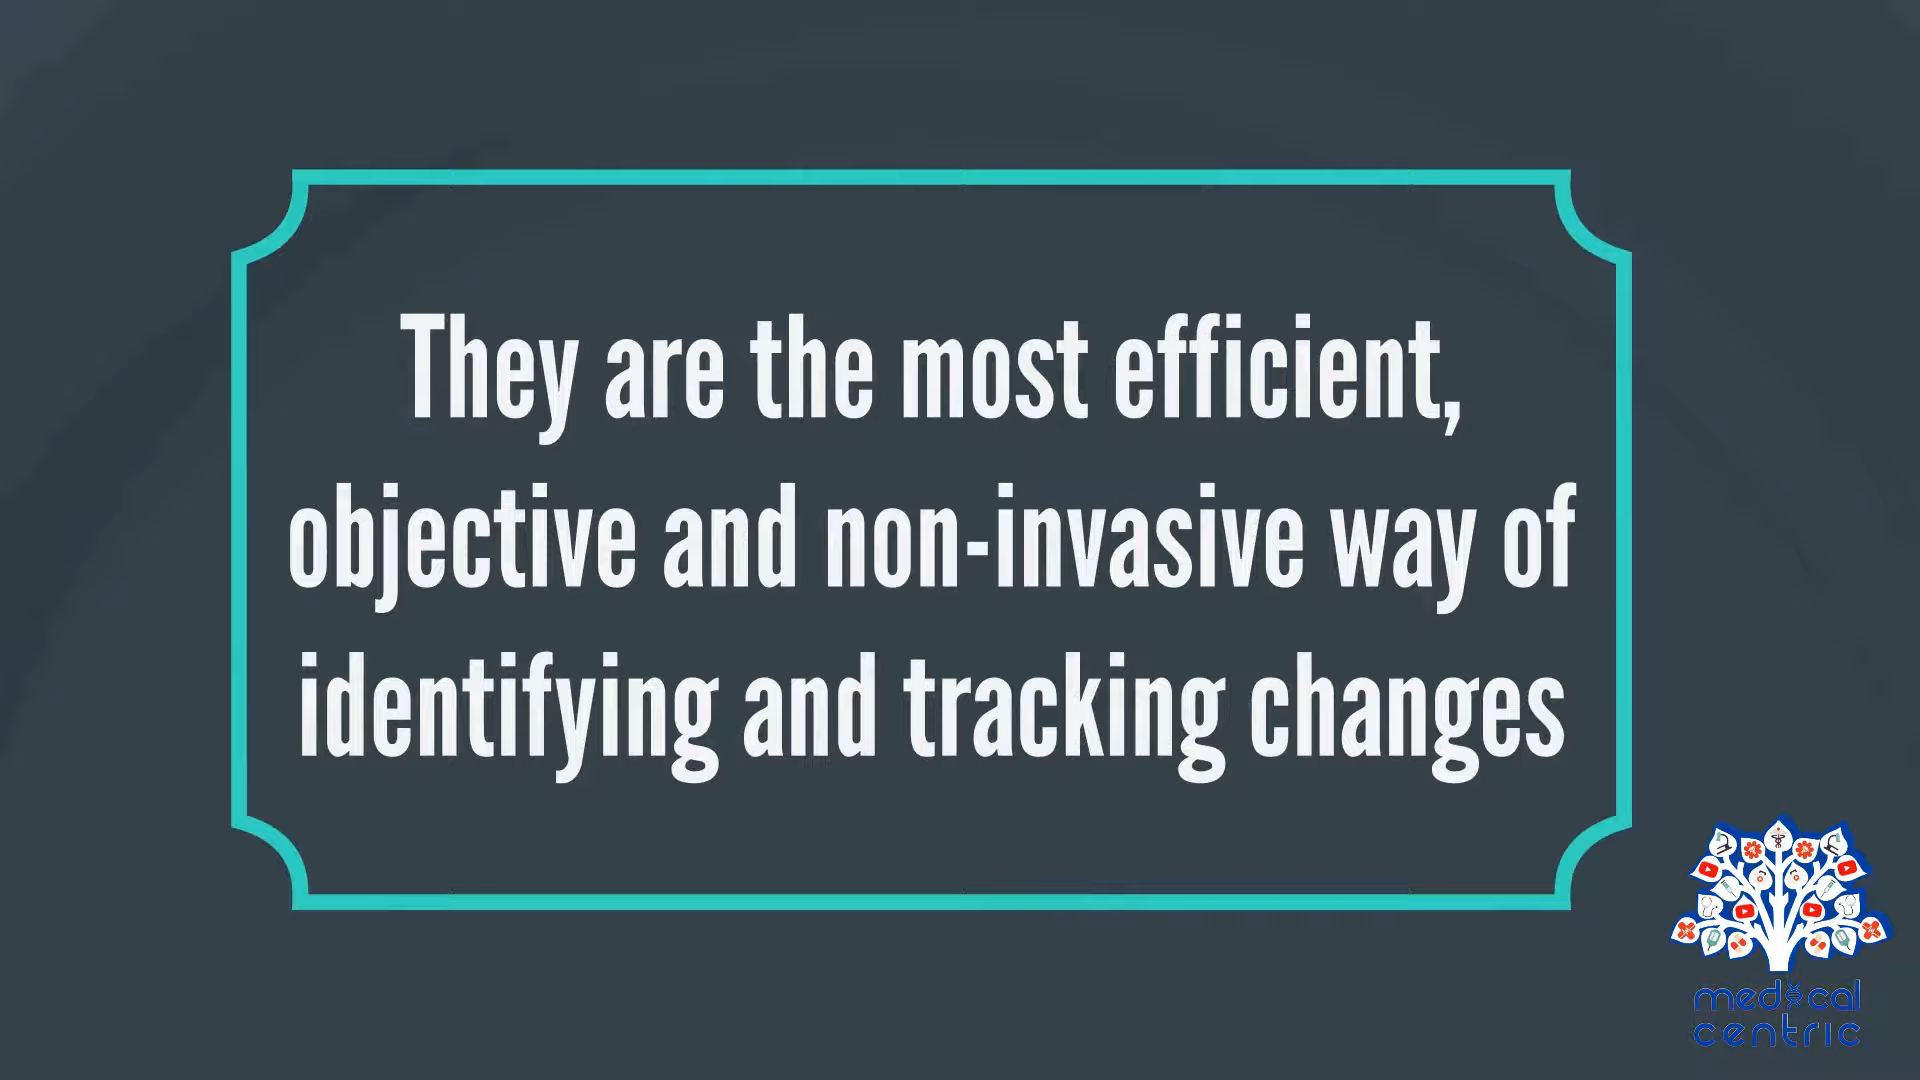 They are the most efficient,
objective and non-invasive way of
identifying and tracking changes
medical
centric